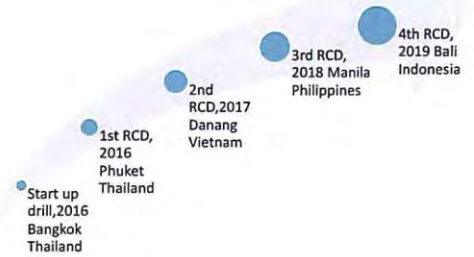 Start up
drill,2016
Bangkok
Thailand
1st RCD,
2016
Phuket
Thailand
2nd
RCD,2017
Danang
Vietnam
3rd RCD,
2018 Manila
Philippines
4th RCD,
2019 Bali
Indonesia